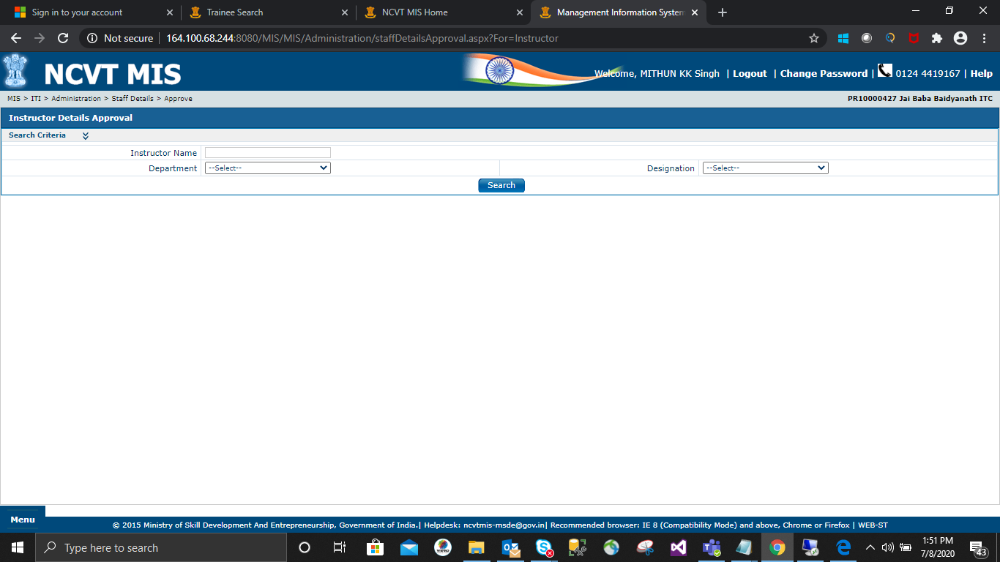 Sign in to your account
Trainee Search
NCVT MIS Home
Management Information System
Not secure
164.100.68.244:8080/MIS/MIS/Administration/staffDetailsApproval.aspx?For=Instructor
NCVT MIS
Welcome, MITHUN KK Singh | Logout | Change Password | 0124 4419167 | Help
MIS > ITI > Administration > Staff Details > Approve
PR10000427 Jai Baba Baidyanath ITC
Instructor Details Approval
Search Criteria
Instructor Name
Department --Select-- Designation --Select--
Search
Menu
© 2015 Ministry of Skill Development And Entrepreneurship, Government of India.| Helpdesk: ncvtmis-msde@gov.in| Recommended browser: IE 8 (Compatibility Mode) and above, Chrome or Firefox | WEB-ST
Type here to search
WIPRO
1:51 PM
7/8/2020
43